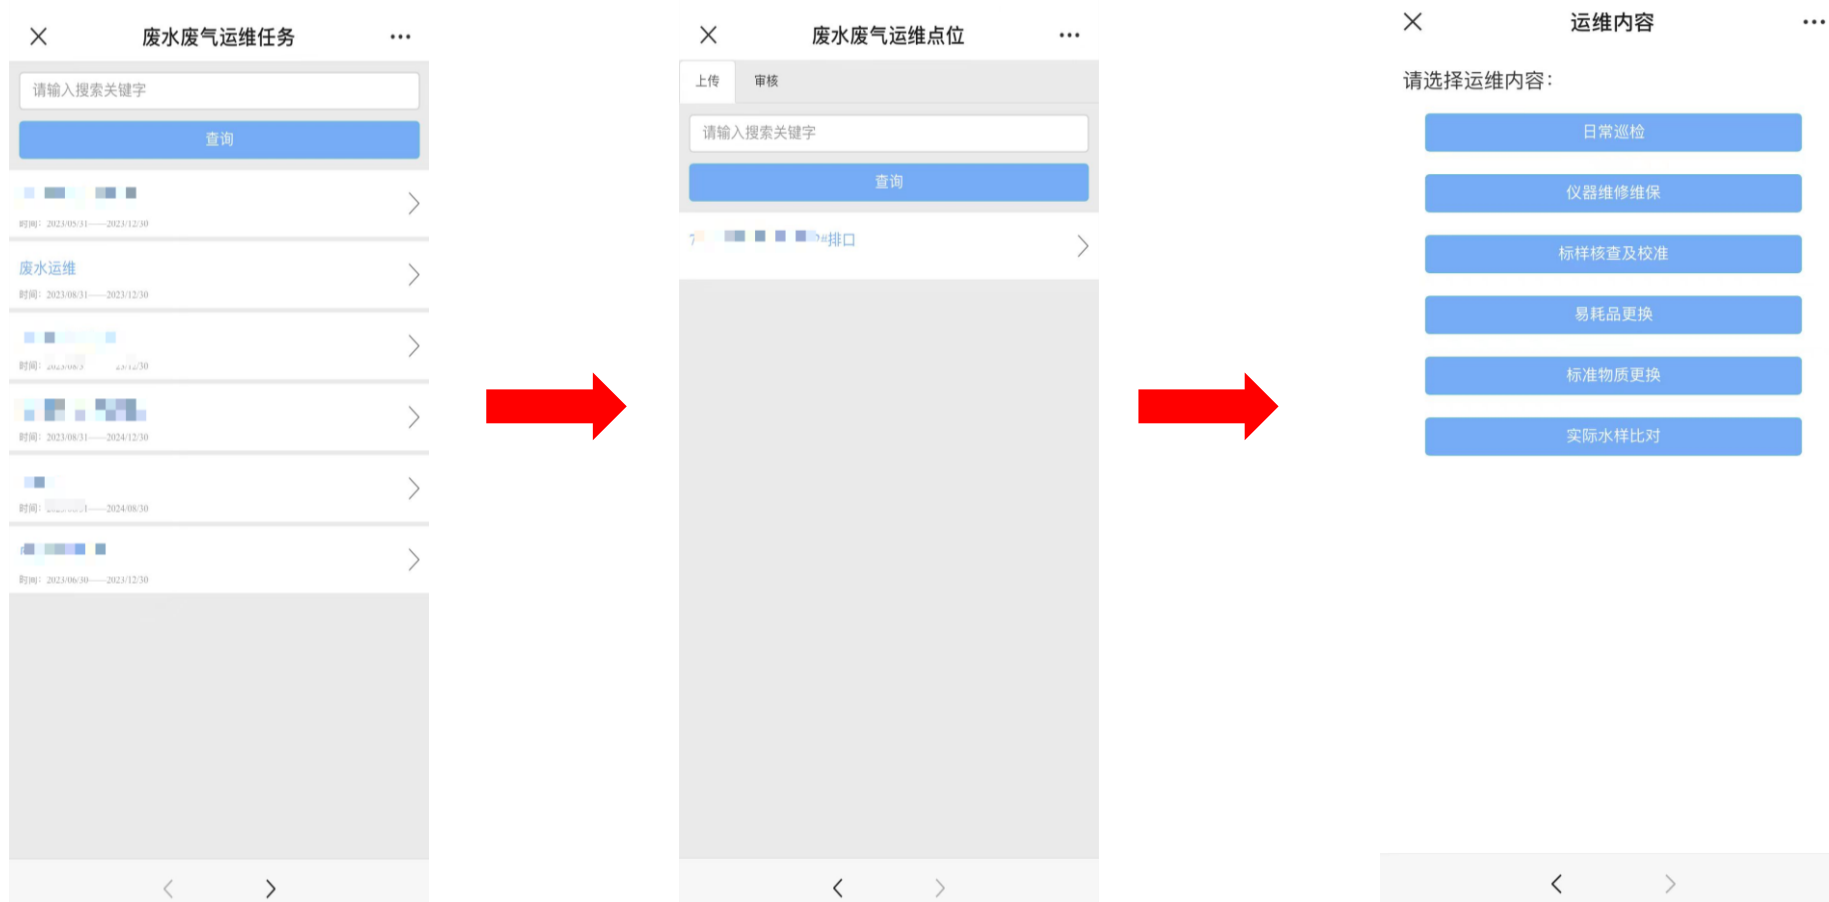 废水废气运维任务
请输入搜索关键字
查询
时间：2023/05/31——2023/12/30
废水运维
时间：2023/08/31——2023/12/30
时间：
时间：2023/08/31——2024/12/30
时间：——2024/08/30
时间：2023/06/30——2023/12/30
废水废气运维点位
上传 审核
请输入搜索关键字
查询
#排口
运维内容
请选择运维内容：
日常巡检
仪器维修维保
标样核查及校准
易耗品更换
标准物质更换
实际水样比对